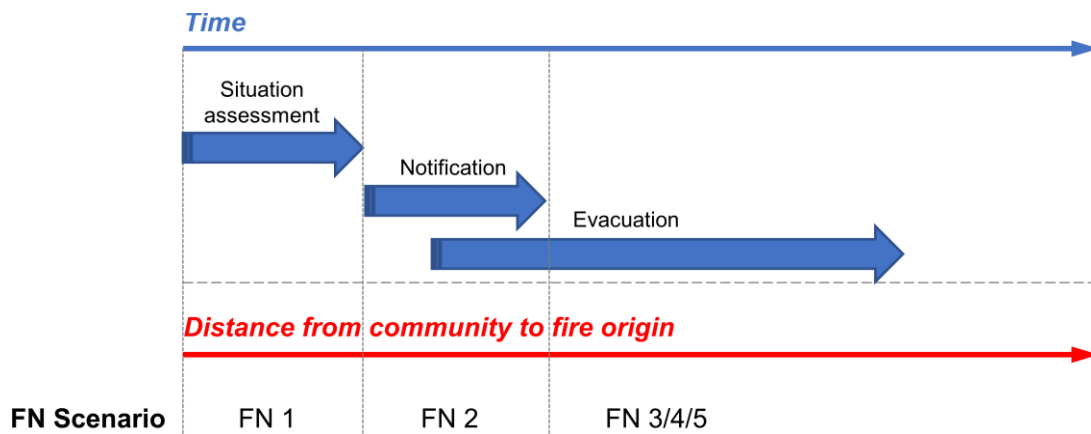 Time
Situation
assessment
Notification
Evacuation
Distance from community to fire origin
FN Scenario FN 1 FN 2 FN 3/4/5